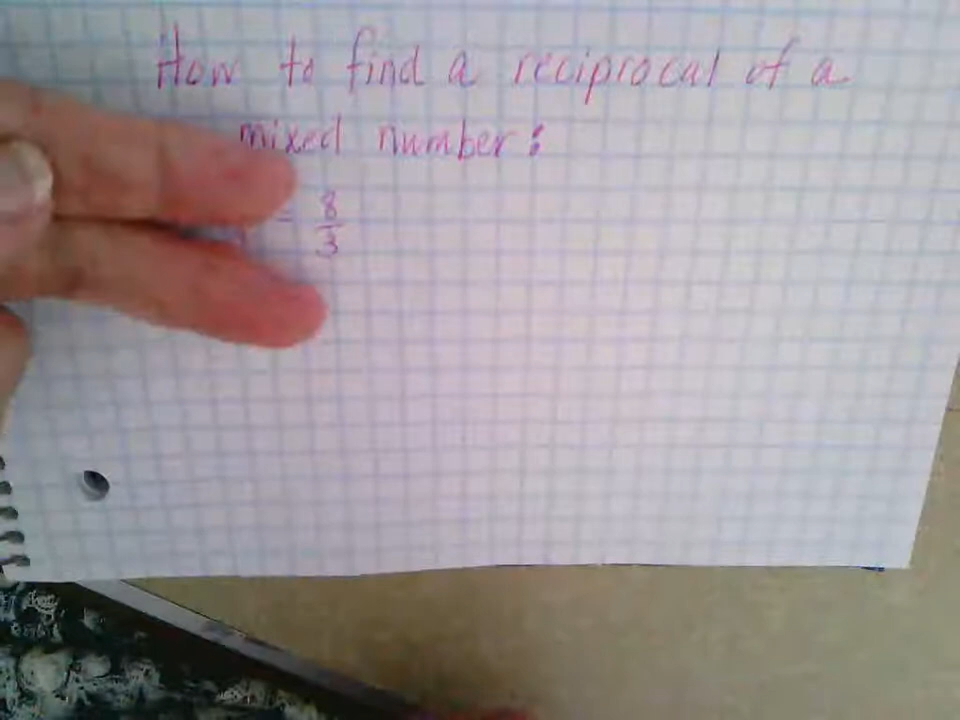 How to find a reciprocal of a
mixed number:
= 8/3